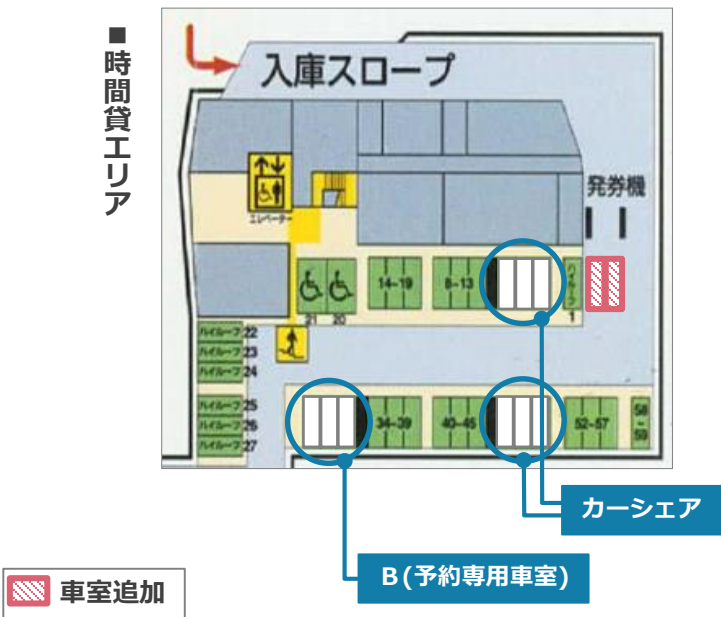 ■時間貸エリア
入庫スロープ
発券機
エレベーター
14-19
8-13
ハイルーフ
1
21
20
ハイルーフ 22
ハイルーフ 23
ハイルーフ 24
ハイルーフ 25
ハイルーフ 26
ハイルーフ 27
34-39
40-45
52-57
58-59
カーシェア
B(予約専用車室)
車室追加